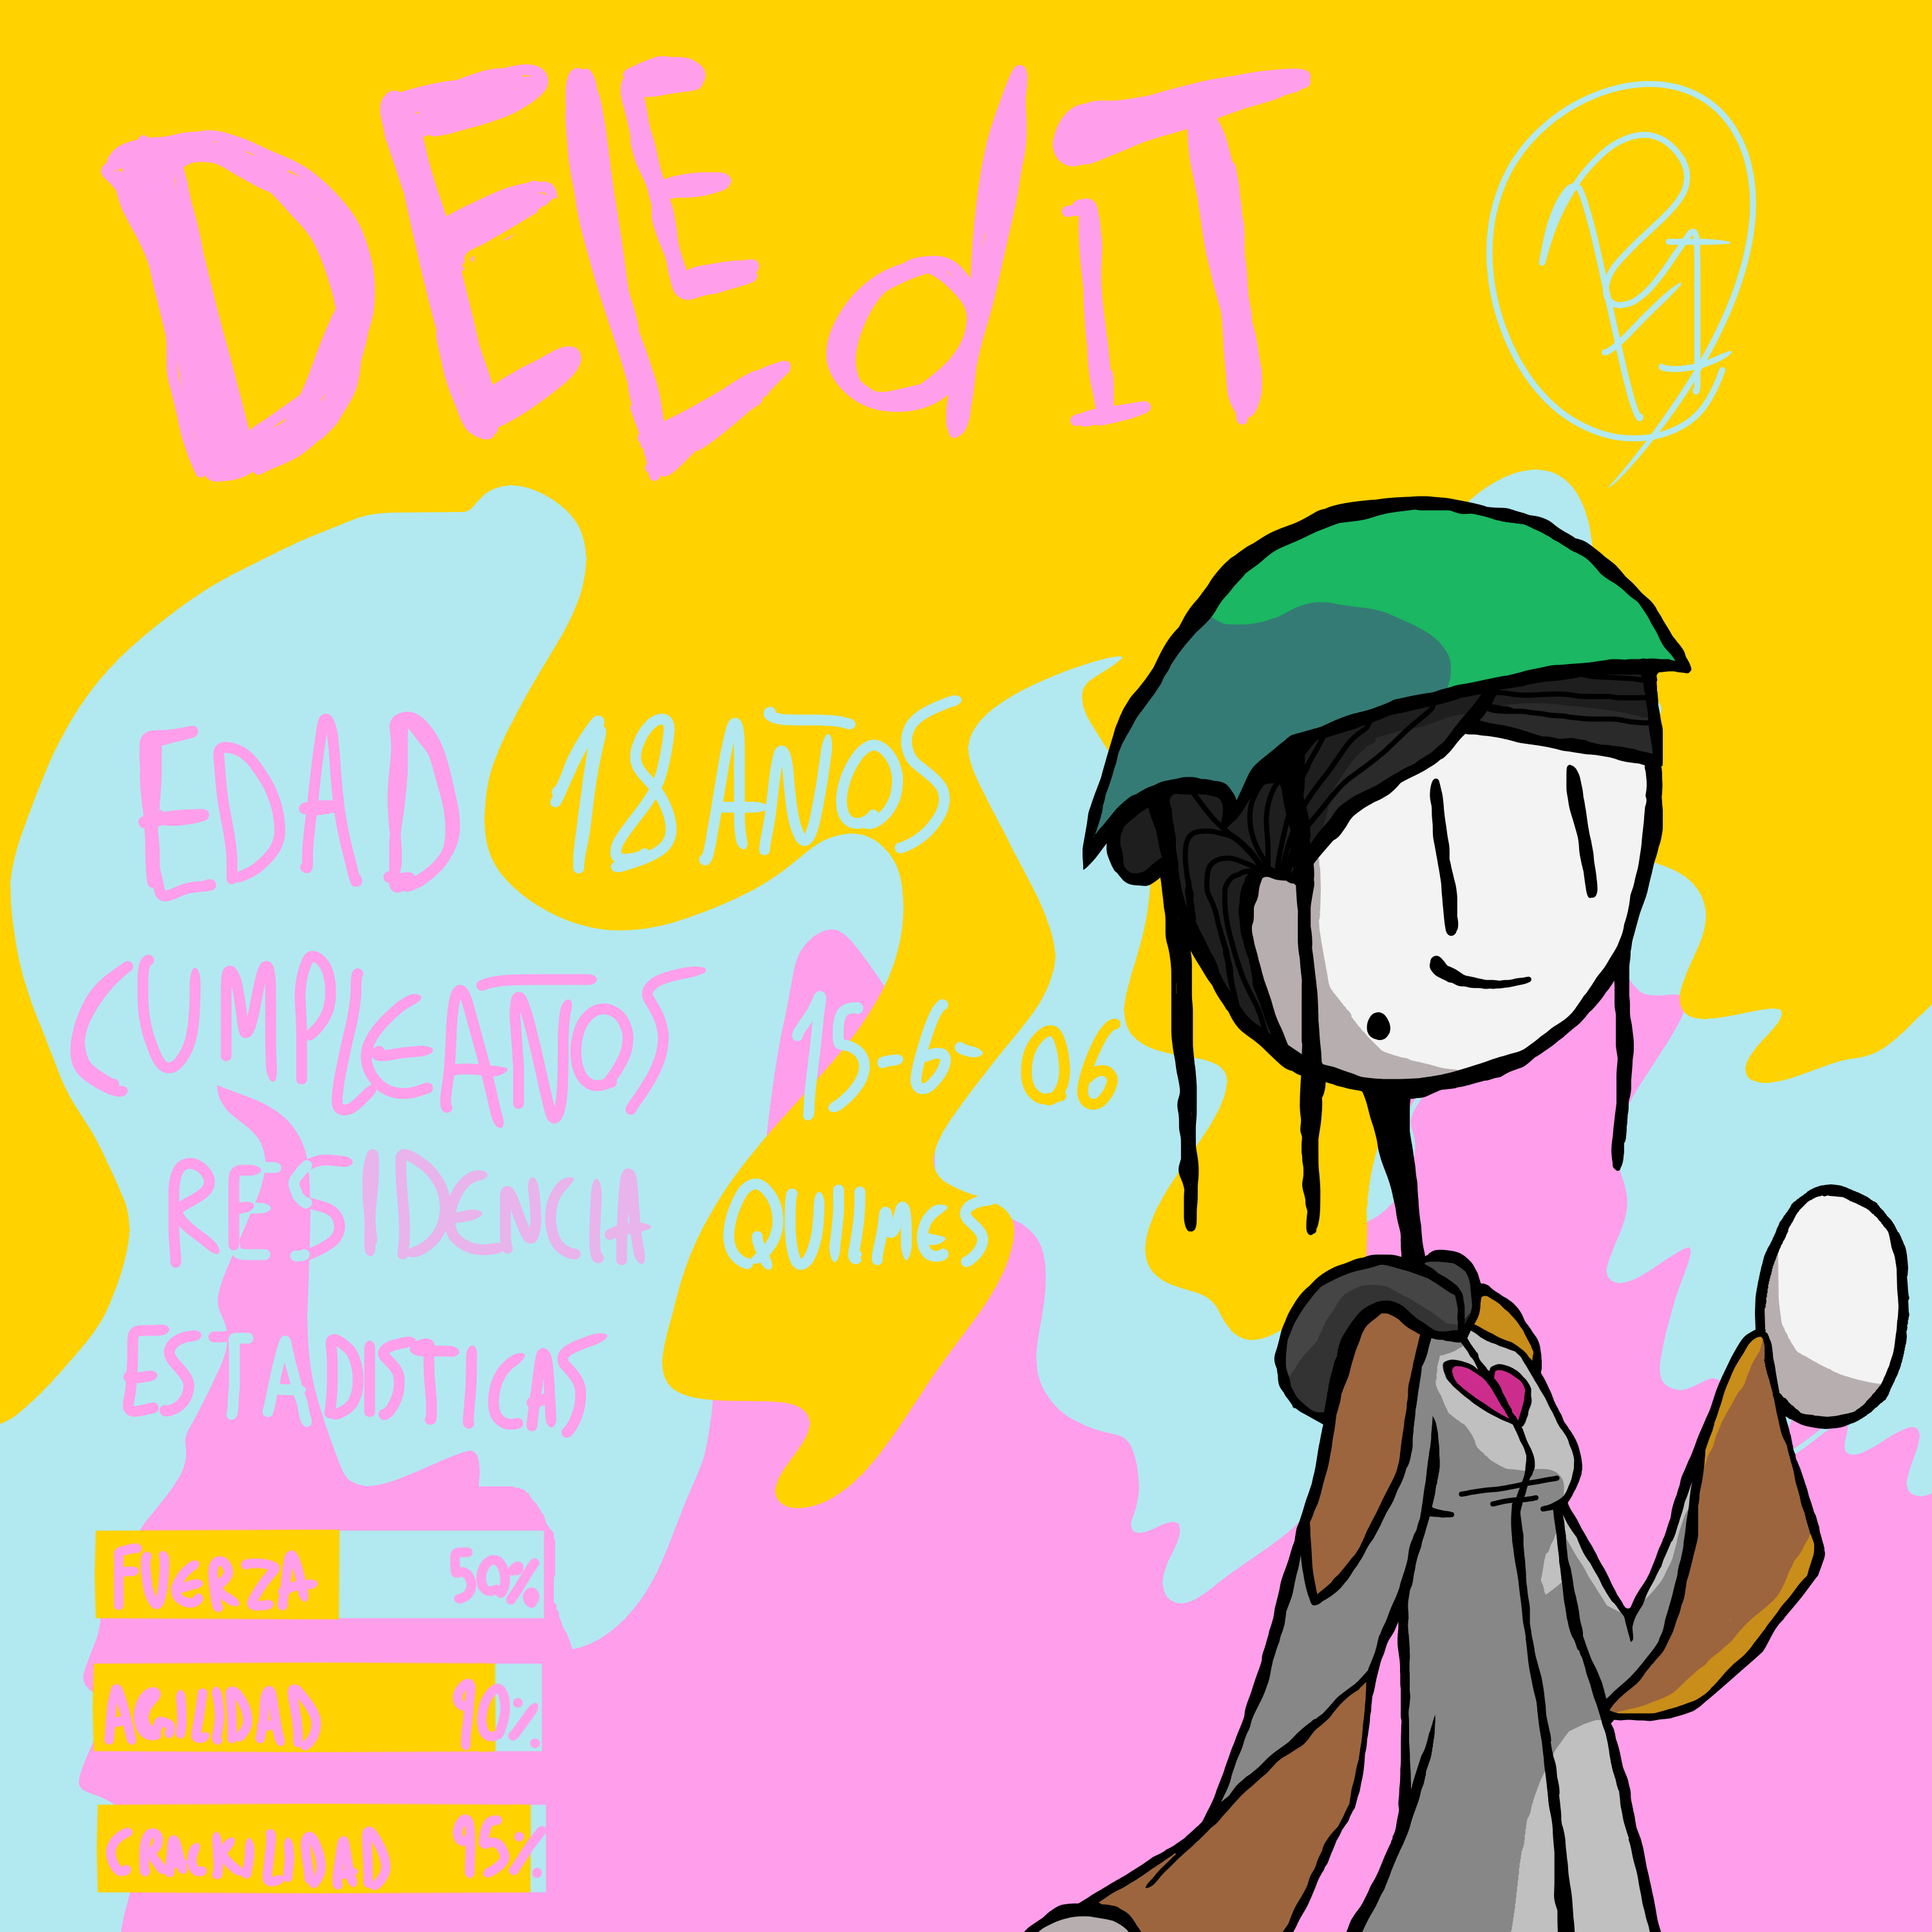 DELEdiT
EDAD 18 AÑOS
CUMPLEAÑOS 15-6-06
RESIDENCIA QUILMES
ESTADISTICAS
FUERZA 50%
AGILIDAD 90%
CRACKILIDAD 95%